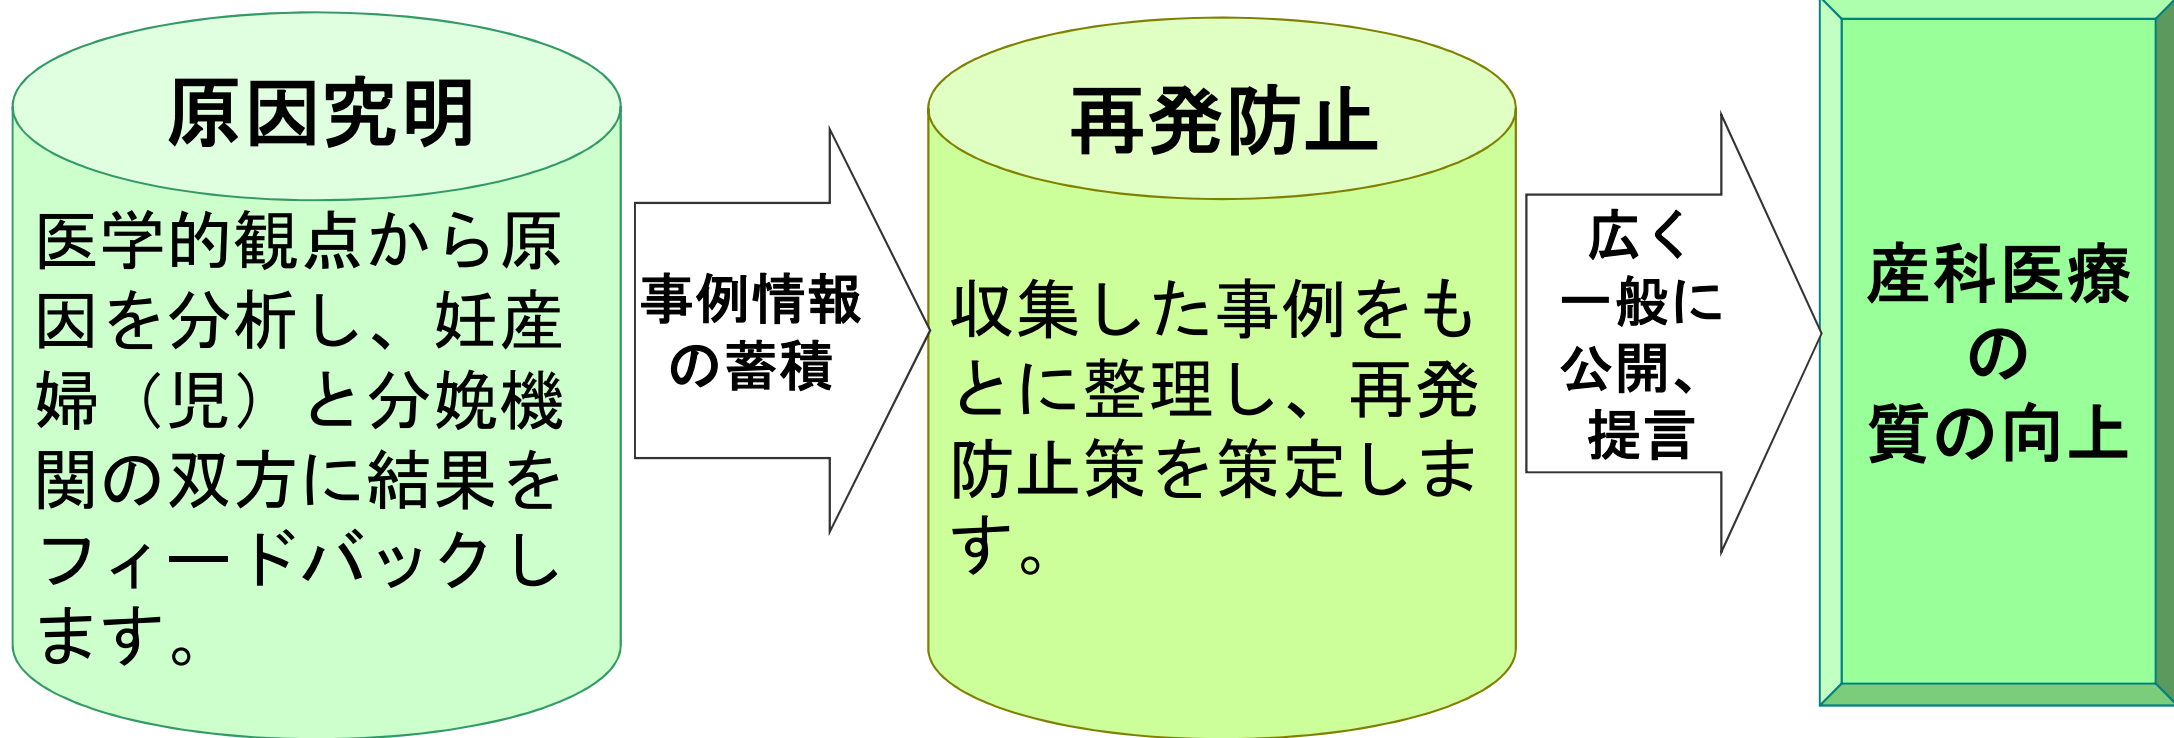 原因究明
医学的観点から原
因を分析し、妊産
婦（児）と分娩機
関の双方に結果を
フィードバックし
ます。
事例情報
の蓄積
再発防止
収集した事例をも
とに整理し、再発
防止策を策定しま
す。
広く
一般に
公開、
提言
産科医療
の
質の向上